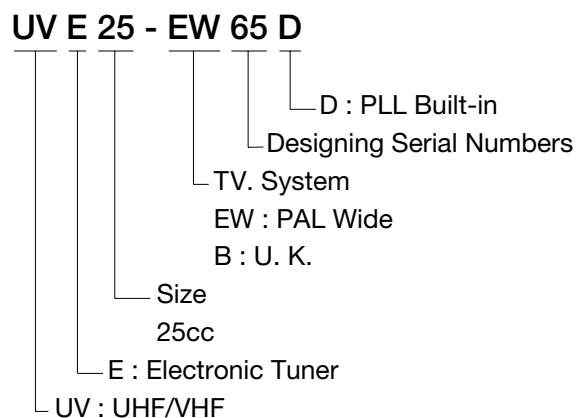 UV E 25 - EW 65 D
D : PLL Built-in
Designing Serial Numbers
TV. System
EW : PAL Wide
B : U. K.
Size
25cc
E : Electronic Tuner
UV : UHF/VHF